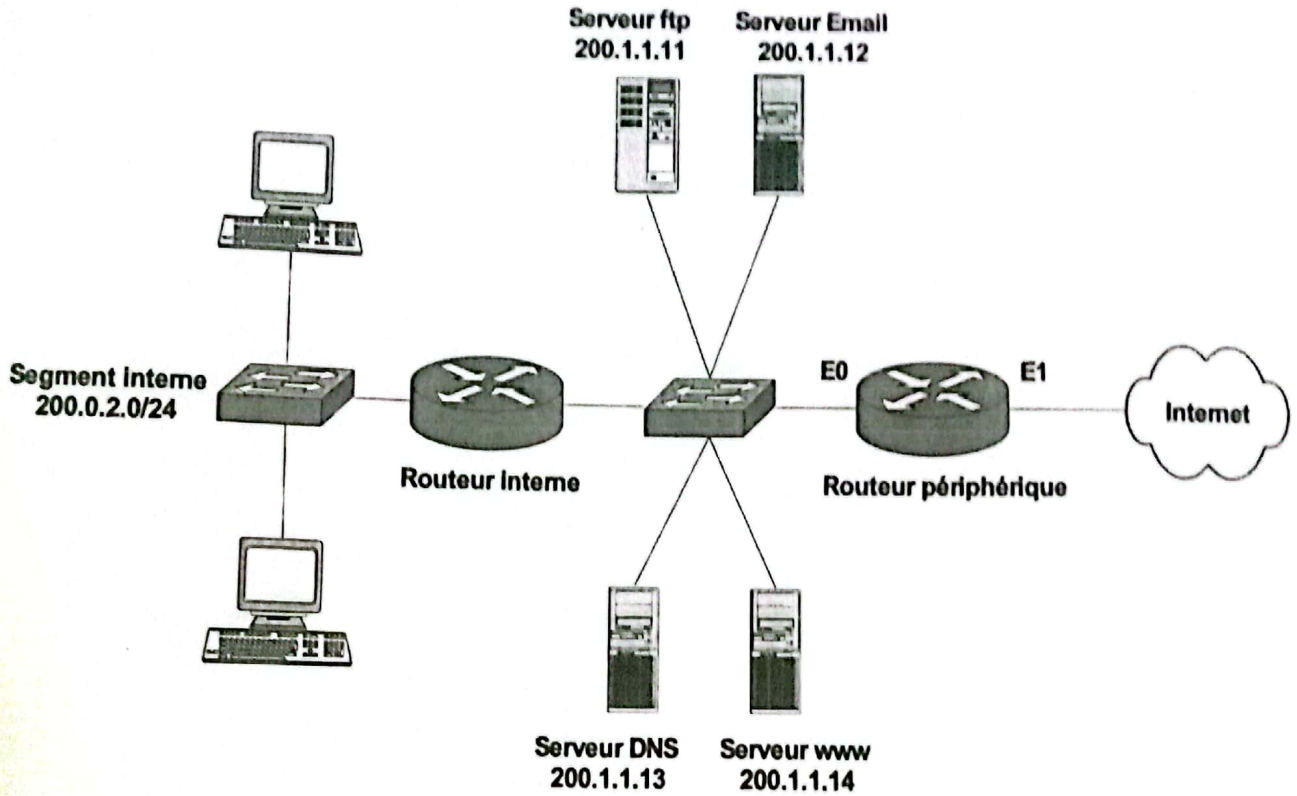 Serveur ftp
200.1.1.11
Serveur Email
200.1.1.12
Segment interne
200.0.2.0/24
Routeur interne
E0
E1
Routeur périphérique
Internet
Serveur DNS
200.1.1.13
Serveur www
200.1.1.14